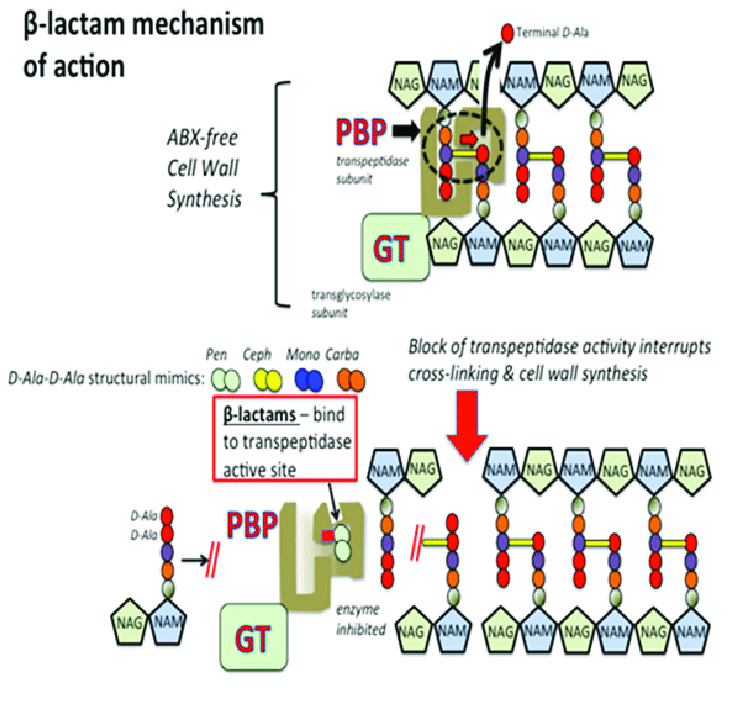 β-lactam mechanism
of action
Terminal D-Ala
NAG NAM N NAM NAG NAM NAG
ABX-free
Cell Wall
Synthesis
PBP
transpeptidase
subunit
GT
NAG NAM NAG NAM NAG NAM
transglycosylase
subunit
Pen Ceph Mono Carba
D-Ala-D-Ala structural mimics:
Block of transpeptidase activity interrupts
cross-linking & cell wall synthesis
β-lactams – bind
to transpeptidase
active site
NAM NAG NAM NAG NAM NAG NAM NAG
D-Ala
D-Ala
PBP
enzyme
inhibited
NAG NAM
GT
NAG NAM NAG NAM NAG NAM NAG NAM